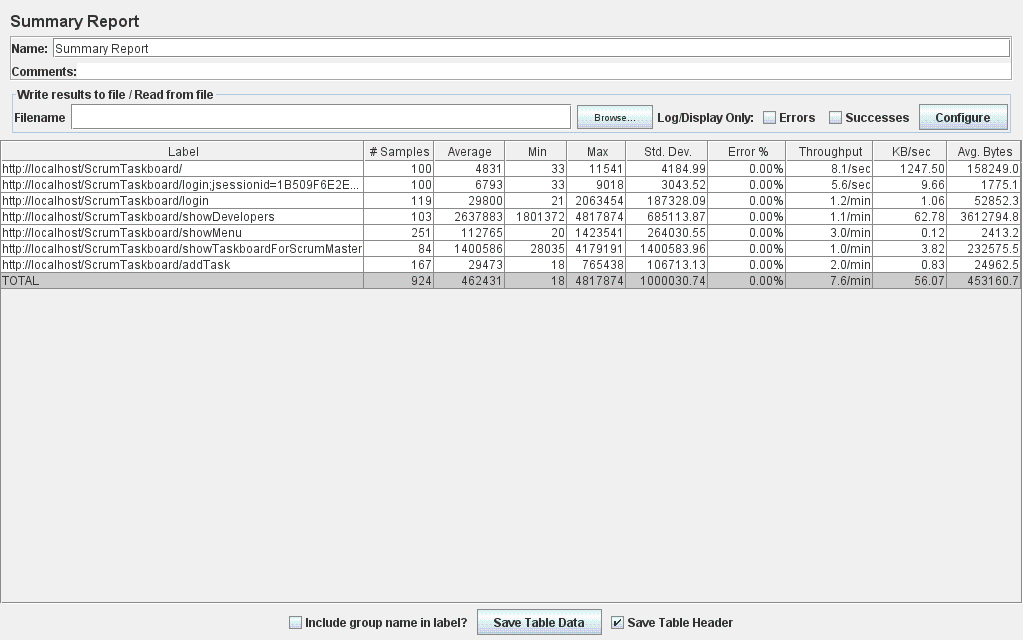 Summary Report
Name: Summary Report
Comments:
Write results to file / Read from file
Filename Browse... Log/Display Only: Errors Successes Configure
Label # Samples Average Min Max Std. Dev. Error % Throughput KB/sec Avg. Bytes
http://localhost/ScrumTaskboard/ 100 4831 33 11541 4184.99 0.00% 8.1/sec 1247.50 158249.0
http://localhost/ScrumTaskboard/login;jsessionid=1B509F6E2E... 100 6793 33 9018 3043.52 0.00% 5.6/sec 9.66 1775.1
http://localhost/ScrumTaskboard/login 119 29800 21 2063454 187328.09 0.00% 1.2/min 1.06 52852.3
http://localhost/ScrumTaskboard/showDevelopers 103 2637883 1801372 4817874 685113.87 0.00% 1.1/min 62.78 3612794.8
http://localhost/ScrumTaskboard/showMenu 251 112765 20 1423541 264030.55 0.00% 3.0/min 0.12 2413.2
http://localhost/ScrumTaskboard/showTaskboardForScrumMaster 84 1400586 28035 4179191 1400583.96 0.00% 1.0/min 3.82 232575.5
http://localhost/ScrumTaskboard/addTask 167 29473 18 765438 106713.13 0.00% 2.0/min 0.83 24962.5
TOTAL 924 462431 18 4817874 1000030.74 0.00% 7.6/min 56.07 453160.7
Include group name in label? Save Table Data Save Table Header